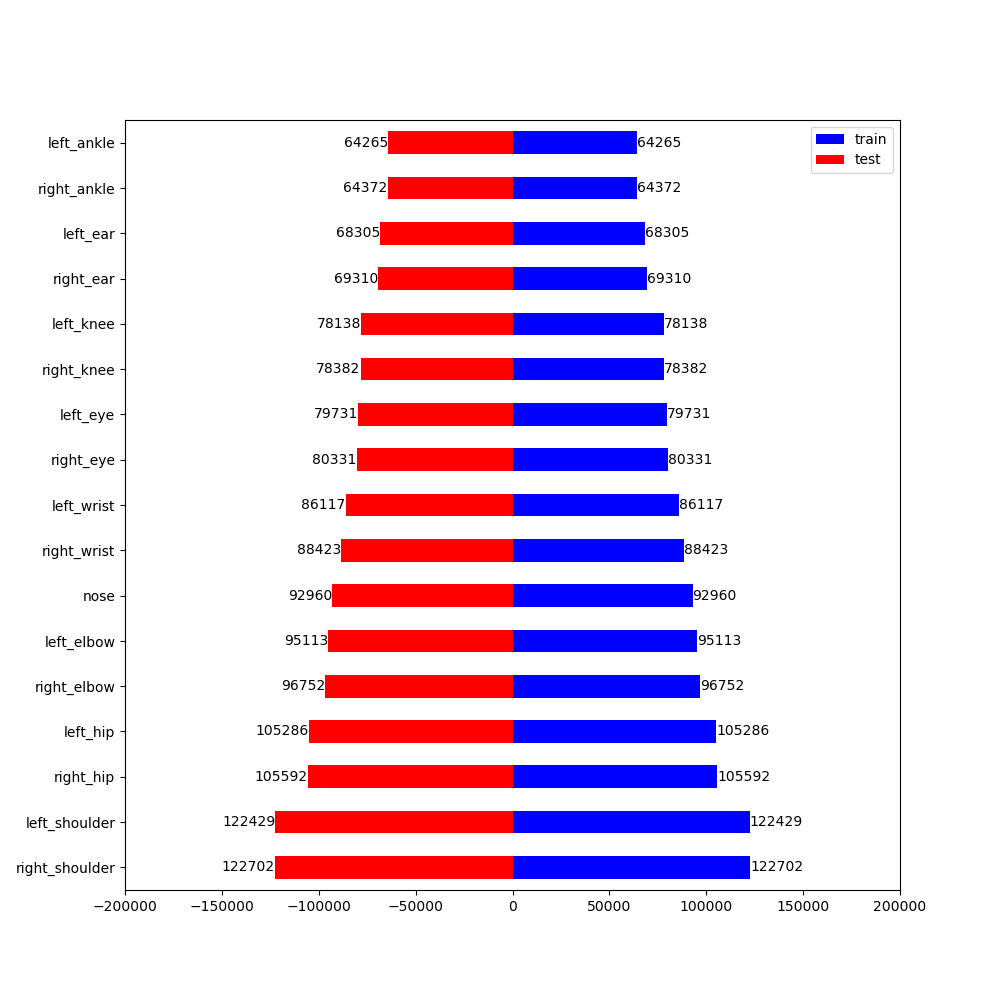 train
test
left_ankle 64265 64265
right_ankle 64372 64372
left_ear 68305 68305
right_ear 69310 69310
left_knee 78138 78138
right_knee 78382 78382
left_eye 79731 79731
right_eye 80331 80331
left_wrist 86117 86117
right_wrist 88423 88423
nose 92960 92960
left_elbow 95113 95113
right_elbow 96752 96752
left_hip 105286 105286
right_hip 105592 105592
left_shoulder 122429 122429
right_shoulder 122702 122702
−200000 −150000 −100000 −50000 0 50000 100000 150000 200000